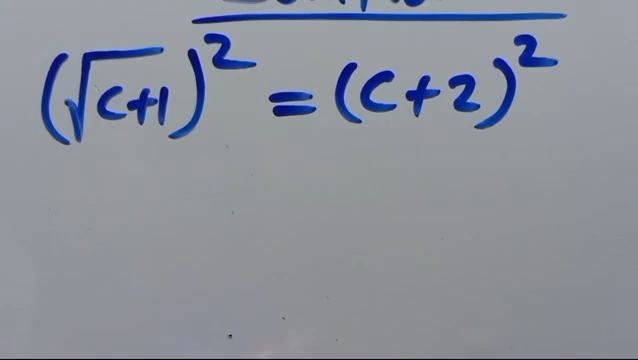 (√c+1)² = (c+2)²